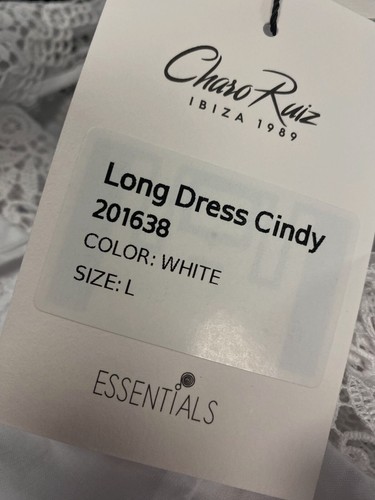 Charo Ruiz
IBIZA 1989
Long Dress Cindy
201638
COLOR: WHITE
SIZE: L
ESSENTiALS